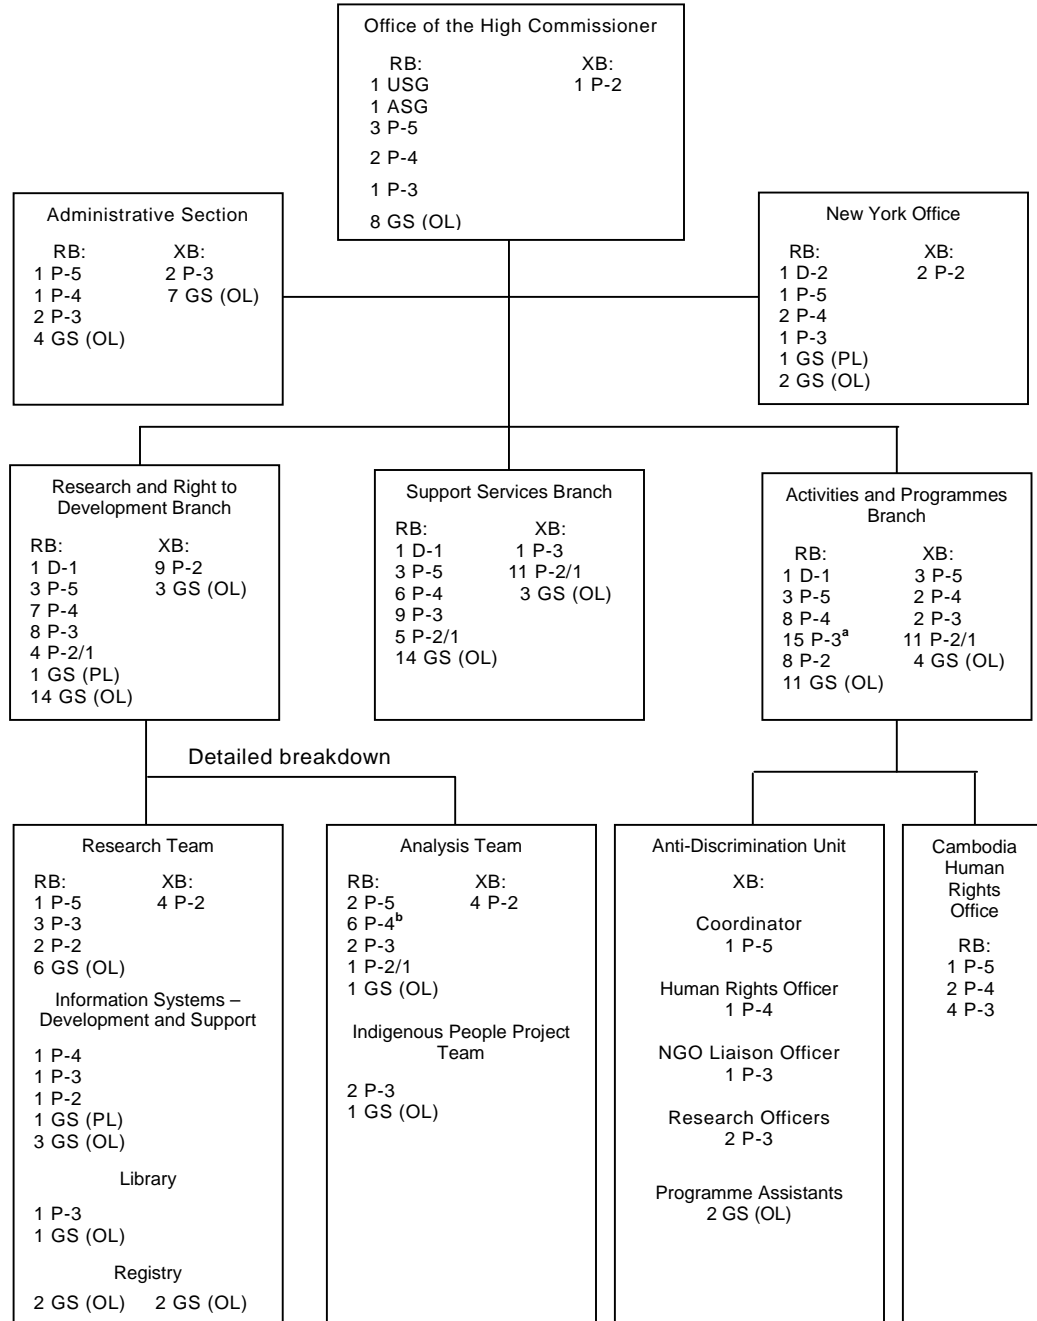 Office of the High Commissioner
RB: XB:
1 USG 1 P-2
1 ASG
3 P-5
2 P-4
1 P-3
8 GS (OL)
Administrative Section
RB: XB:
1 P-5 2 P-3
1 P-4 7 GS (OL)
2 P-3
4 GS (OL)
New York Office
RB: XB:
1 D-2 2 P-2
1 P-5
2 P-4
1 P-3
1 GS (PL)
2 GS (OL)
Research and Right to
Development Branch
RB: XB:
1 D-1 9 P-2
3 P-5 3 GS (OL)
7 P-4
8 P-3
4 P-2/1
1 GS (PL)
14 GS (OL)
Support Services Branch
RB: XB:
1 D-1 1 P-3
3 P-5 11 P-2/1
6 P-4 3 GS (OL)
9 P-3
5 P-2/1
14 GS (OL)
Activities and Programmes
Branch
RB: XB:
1 D-1 3 P-5
3 P-5 2 P-4
8 P-4 2 P-3
15 P-3ª 11 P-2/1
8 P-2 4 GS (OL)
11 GS (OL)
Detailed breakdown
Research Team
RB: XB:
1 P-5 4 P-2
3 P-3
2 P-2
6 GS (OL)
Information Systems –
Development and Support
1 P-4
1 P-3
1 P-2
1 GS (PL)
3 GS (OL)
Library
1 P-3
1 GS (OL)
Registry
2 GS (OL) 2 GS (OL)
Analysis Team
RB: XB:
2 P-5 4 P-2
6 P-4ᵇ
2 P-3
1 P-2/1
1 GS (OL)
Indigenous People Project
Team
2 P-3
1 GS (OL)
Anti-Discrimination Unit
XB:
Coordinator
1 P-5
Human Rights Officer
1 P-4
NGO Liaison Officer
1 P-3
Research Officers
2 P-3
Programme Assistants
2 GS (OL)
Cambodia
Human
Rights
Office
RB:
1 P-5
2 P-4
4 P-3